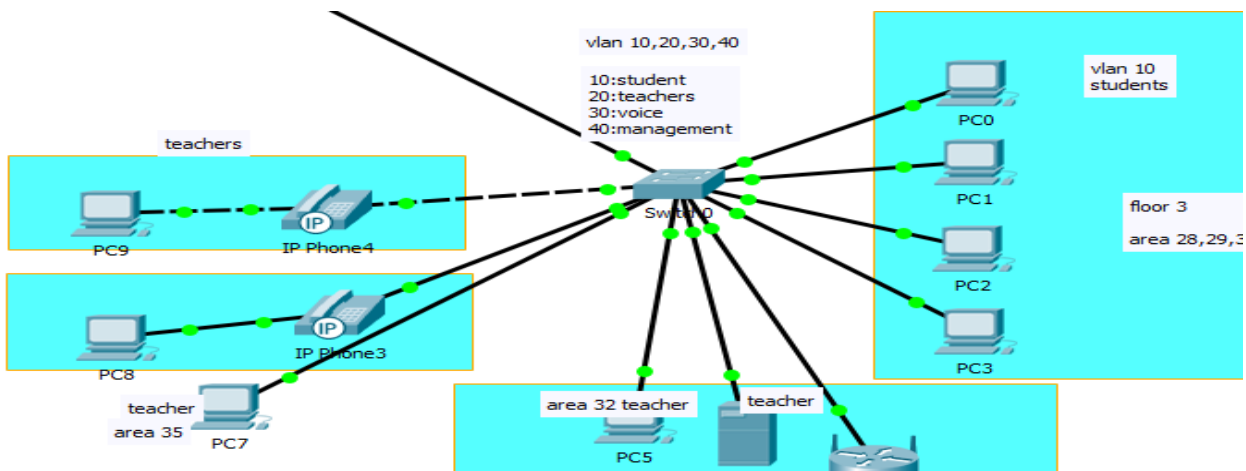 vlan 10,20,30,40
10:student
20:teachers
30:voice
40:management
vlan 10
students
PC0
teachers
PC1
Switch0
PC9
IP
IP Phone4
floor 3
area 28,29,3
PC2
IP
IP Phone3
PC8
PC3
teacher
area 35
PC7
area 32 teacher
teacher
PC5